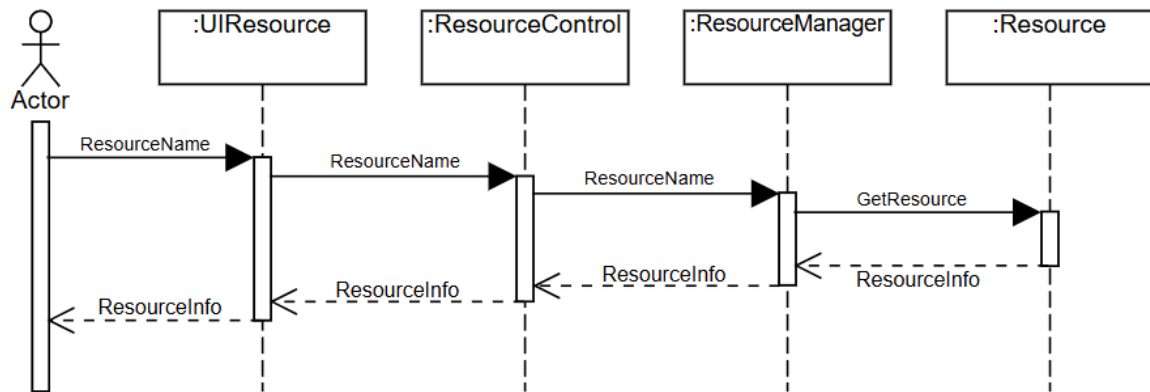 :UIResource
:ResourceControl
:ResourceManager
:Resource
Actor
ResourceName
ResourceName
ResourceName
GetResource
ResourceInfo
ResourceInfo
ResourceInfo
ResourceInfo